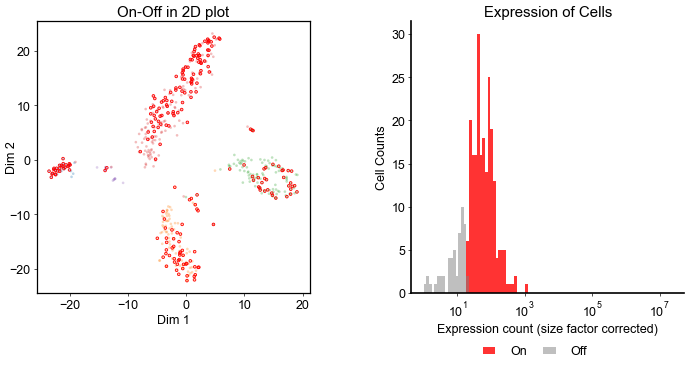 On-Off in 2D plot
Dim 2
20
10
0
−10
−20
−20 −10 0 10 20
Dim 1
Expression of Cells
Cell Counts
30
25
20
15
10
5
0
10^1 10^3 10^5 10^7
Expression count (size factor corrected)
On Off